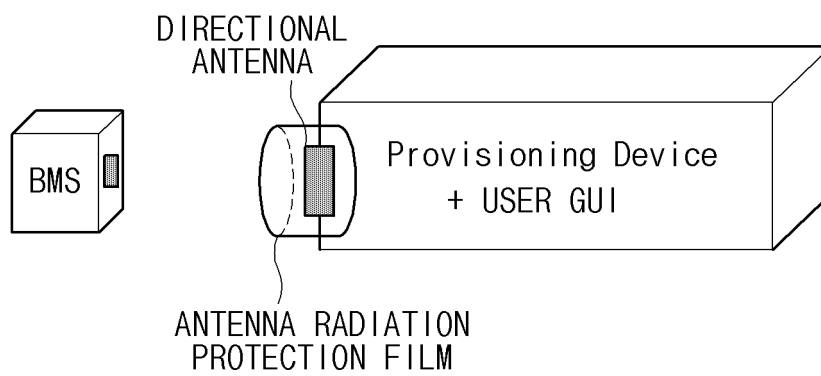 DIRECTIONAL
ANTENNA
BMS
Provisioning Device
+ USER GUI
ANTENNA RADIATION
PROTECTION FILM